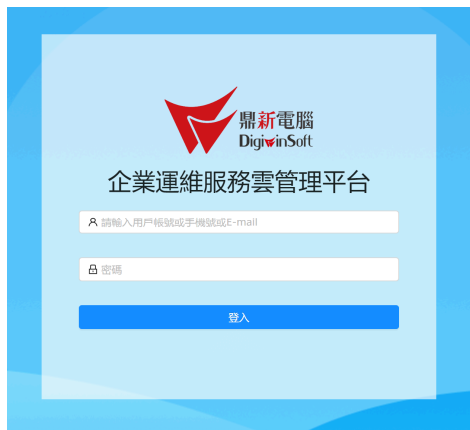 鼎新電腦
DigiwinSoft
企業運維服務雲管理平台
請輸入用戶帳號或手機號或E-mail
密碼
登入